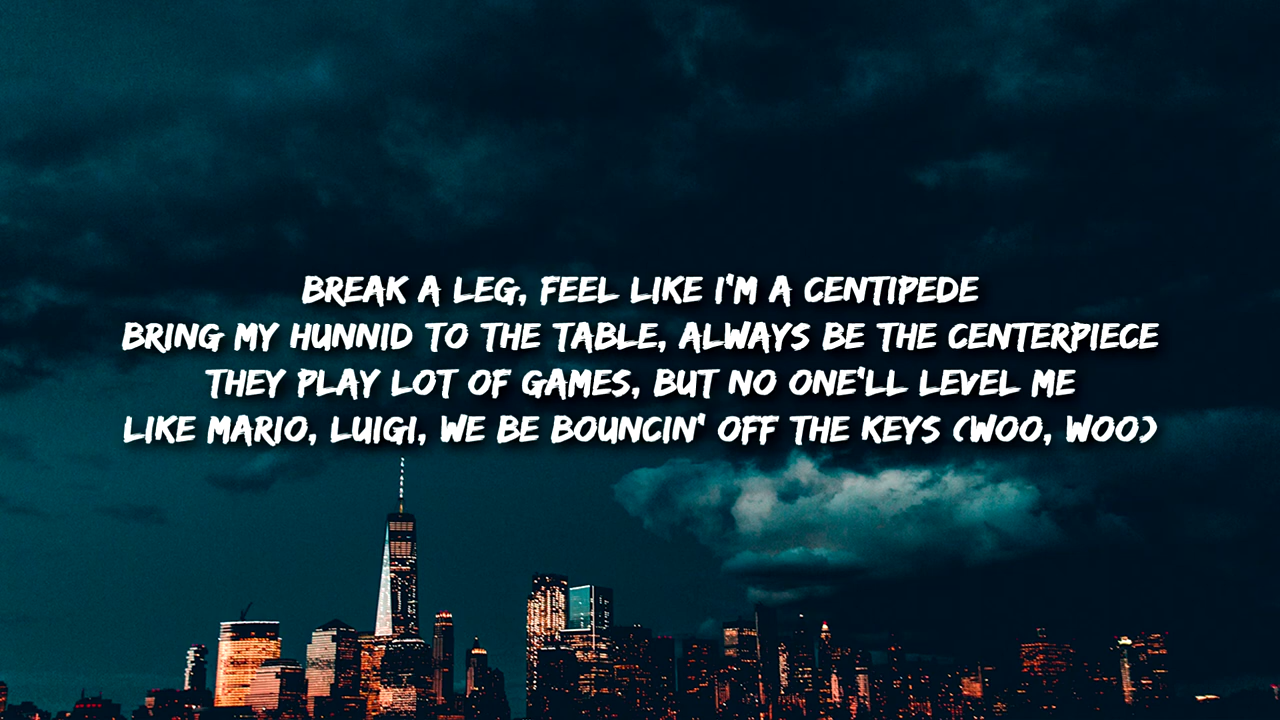 BREAK A LEG, FEEL LIKE I'M A CENTIPEDE
BRING MY HUNNID TO THE TABLE, ALWAYS BE THE CENTERPIECE
THEY PLAY LOT OF GAMES, BUT NO ONE'LL LEVEL ME
LIKE MARIO, LUIGI, WE BE BOUNCIN' OFF THE KEYS (WOO, WOO)